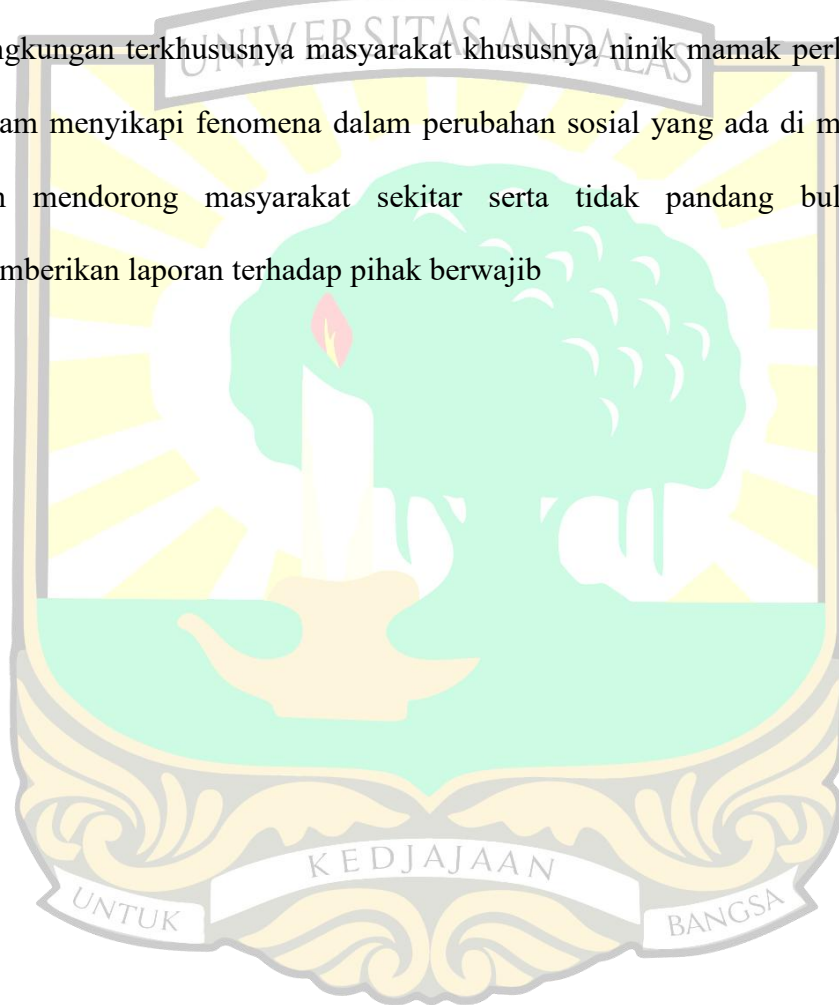 ngkungan terkhususnya masyarakat khususnya ninik mamak perl
UNIVERSITAS ANDALAS
am menyikapi fenomena dalam perubahan sosial yang ada di m
n mendorong masyarakat sekitar serta tidak pandang bul
mberikan laporan terhadap pihak berwajib
KEDJAJAAN
UNTUK BANGSA